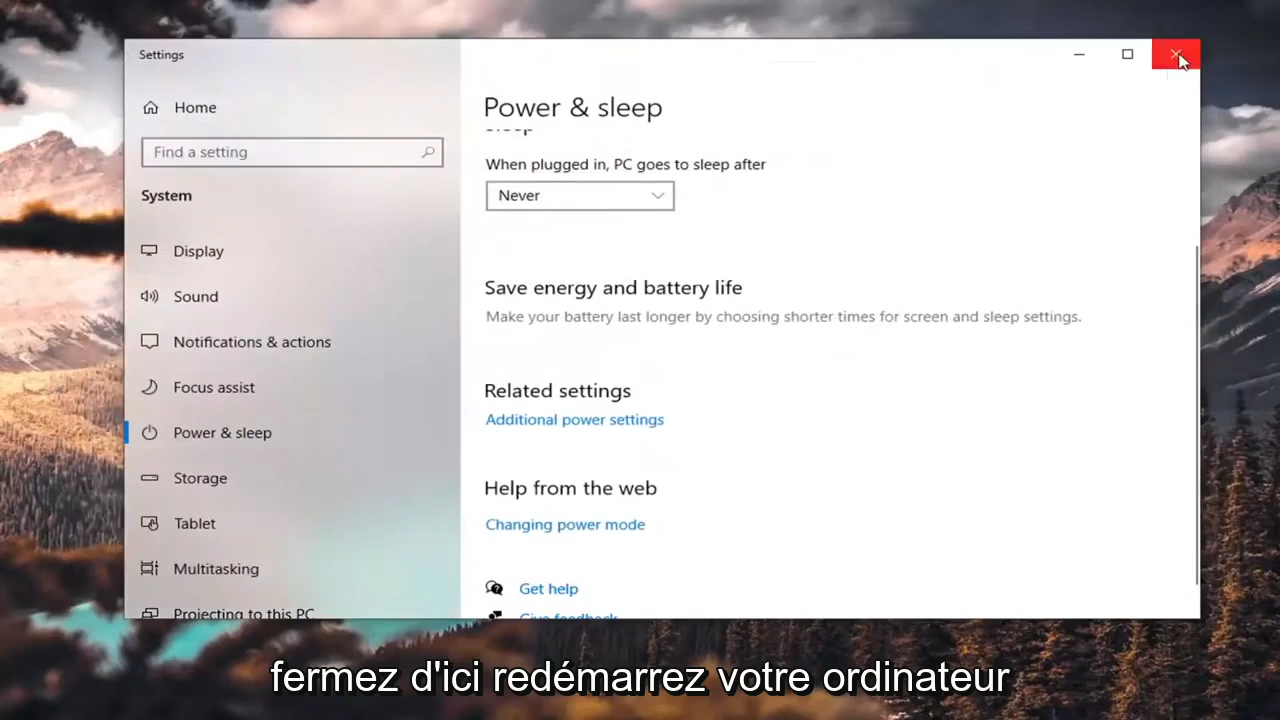 Settings
Home
Find a setting
System
Display
Sound
Notifications & actions
Focus assist
Power & sleep
Storage
Tablet
Multitasking
Projecting to this PC
Power & sleep
Sleep
When plugged in, PC goes to sleep after
Never
Save energy and battery life
Make your battery last longer by choosing shorter times for screen and sleep settings.
Related settings
Additional power settings
Help from the web
Changing power mode
Get help
Give feedback
fermez d'ici redémarrez votre ordinateur